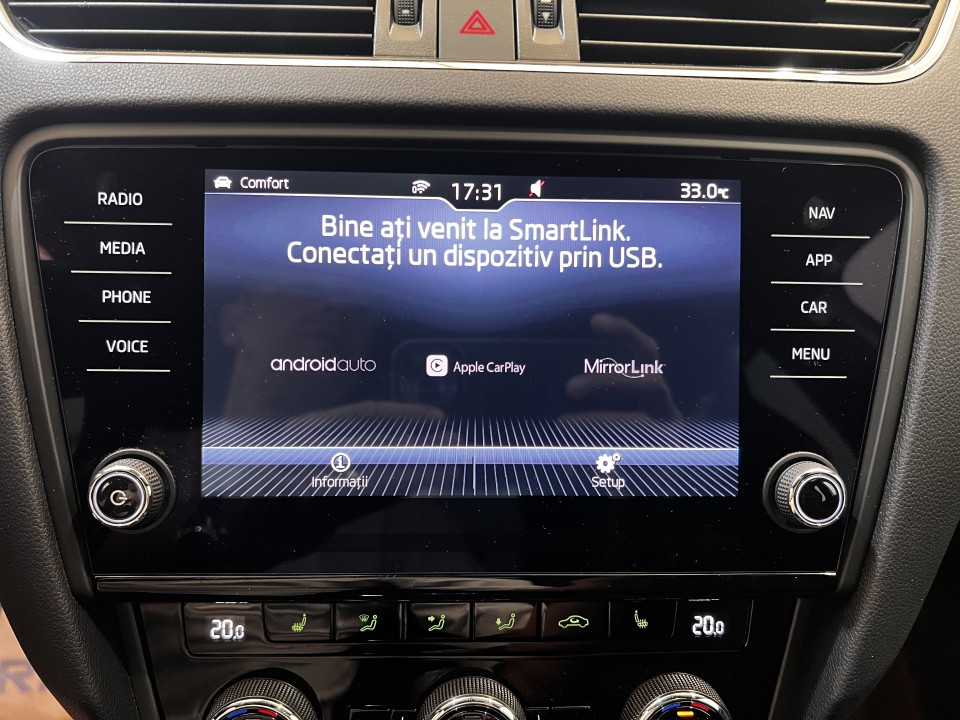 Comfort 17:31 33.0°C
Bine ați venit la SmartLink.
Conectați un dispozitiv prin USB.
androidauto Apple CarPlay MirrorLink
Informații Setup
RADIO
MEDIA
PHONE
VOICE
NAV
APP
CAR
MENU
20.0 20.0